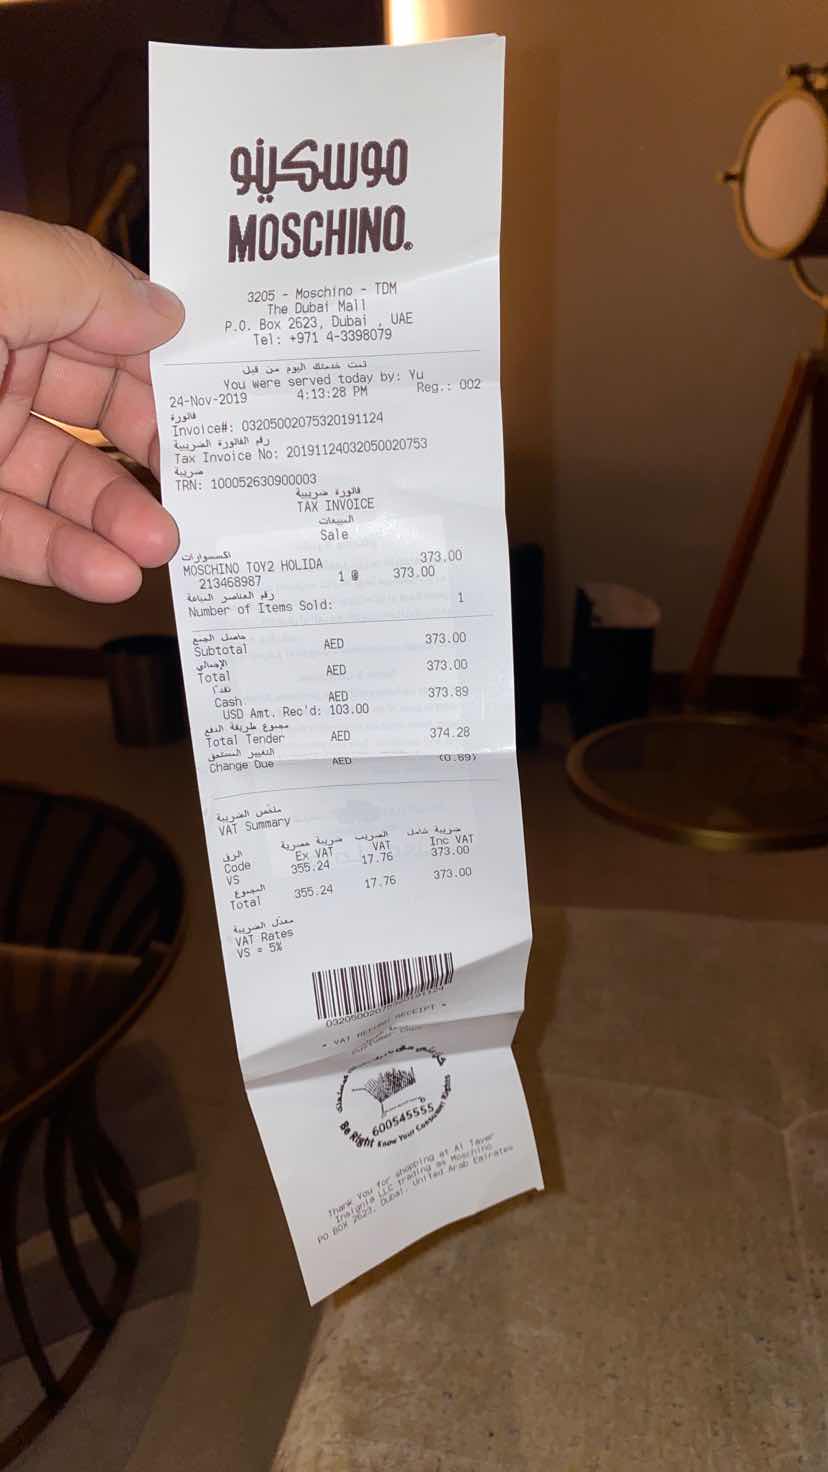 موسكينو
MOSCHINO®
3205 - Moschino - TDM
The Dubai Mall
P.O. Box 2623, Dubai , UAE
Tel: +971 4-3398079
تمت خدمتك اليوم من قبل
You were served today by: Yu
24-Nov-2019 4:13:28 PM Reg.: 002
فاتورة
Invoice#: 03205002075320191124
رقم الفاتورة الضريبية
Tax Invoice No: 20191124032050020753
ضريبة
TRN: 100052630900003
فاتورة ضريبية
TAX INVOICE
المبيعات
Sale
اكسسوارات
MOSCHINO TOY2 HOLIDA 373.00
213468987 1 @ 373.00
رقم العناصر المباعة
Number of Items Sold: 1
حاصل الجمع
Subtotal AED 373.00
الإجمالي
Total AED 373.00
نقداً
Cash AED 373.89
USD Amt. Rec'd: 103.00
مجموع طريقة الدفع
Total Tender AED 374.28
التغيير المستحق
Change Due AED (0.89)
ملخص الضريبة
VAT Summary
الرق ضريبة حصرية الضريب ضريبة شامل
Code Ex VAT VAT Inc VAT
VS 355.24 17.76 373.00
المجموع
Total 355.24 17.76 373.00
معدل الضريبة
VAT Rates
VS = 5%
* VAT REFUND RECEIPT *
Customer Copy
600545555
Be Right Know Your Consumer Rights
Thank You for shopping at Al Tayer
Insignia LLC trading as Moschino
PO BOX 2623, Dubai, United Arab Emirates